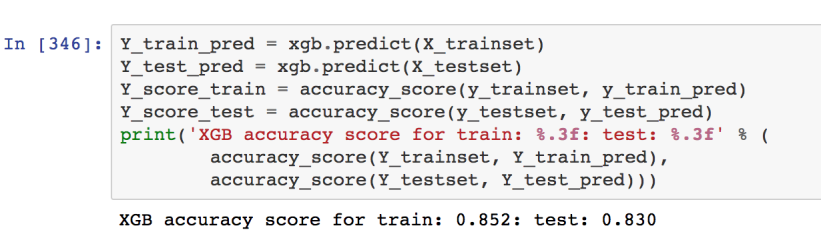 In [346]: Y_train_pred = xgb.predict(X_trainset)
Y_test_pred = xgb.predict(X_testset)
Y_score_train = accuracy_score(y_trainset, y_train_pred)
Y_score_test = accuracy_score(y_testset, y_test_pred)
print('XGB accuracy score for train: %.3f: test: %.3f' % (
        accuracy_score(Y_trainset, Y_train_pred),
        accuracy_score(Y_testset, Y_test_pred)))
XGB accuracy score for train: 0.852: test: 0.830